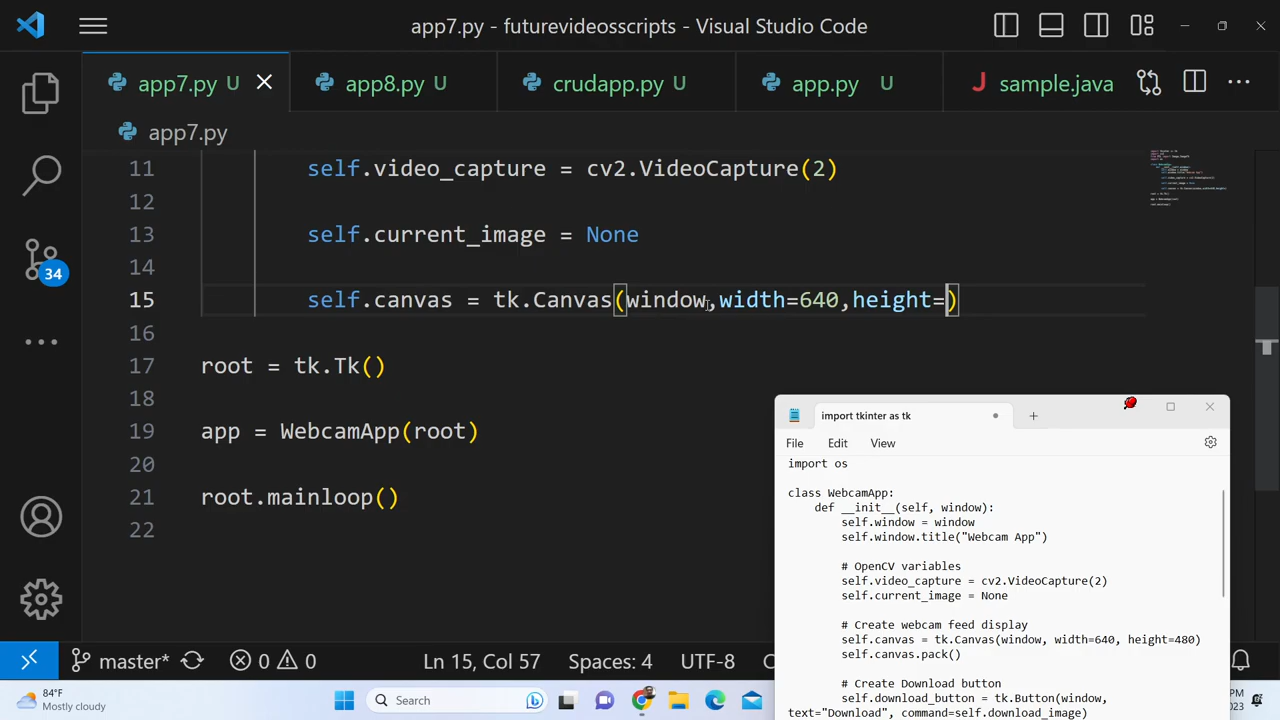 app7.py - futurevideosscripts - Visual Studio Code
app7.py U
app8.py U
crudapp.py U
app.py U
J sample.java
app7.py
11 self.video_capture = cv2.VideoCapture(2)
12
13 self.current_image = None
14
15 self.canvas = tk.Canvas(window,width=640,height=)
16
17 root = tk.Tk()
18
19 app = WebcamApp(root)
20
21 root.mainloop()
22
34
import tkinter as tk
File Edit View
import os
class WebcamApp:
def __init__(self, window):
self.window = window
self.window.title("Webcam App")
# OpenCV variables
self.video_capture = cv2.VideoCapture(2)
self.current_image = None
# Create webcam feed display
self.canvas = tk.Canvas(window, width=640, height=480)
self.canvas.pack()
# Create Download button
self.download_button = tk.Button(window,
text="Download", command=self.download_image)
master* 0 0 Ln 15, Col 57 Spaces: 4 UTF-8
84°F
Mostly cloudy
Search